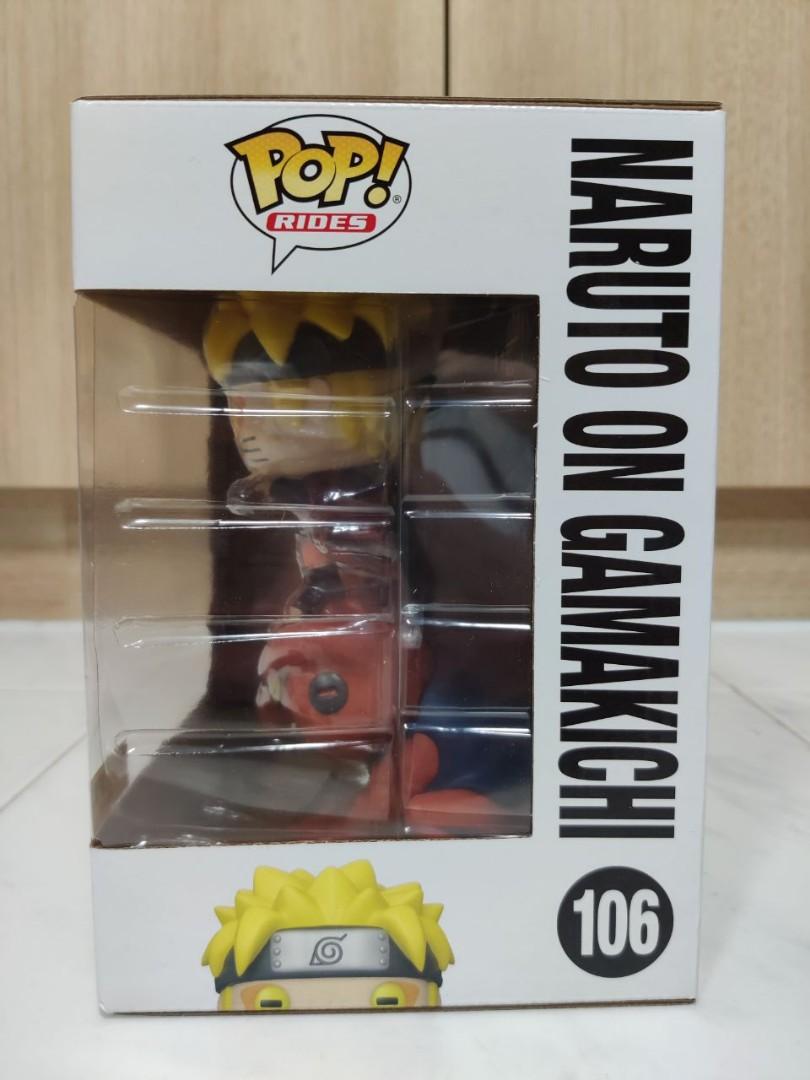 POP!
RIDES
NARUTO ON GAMAKICHI
106